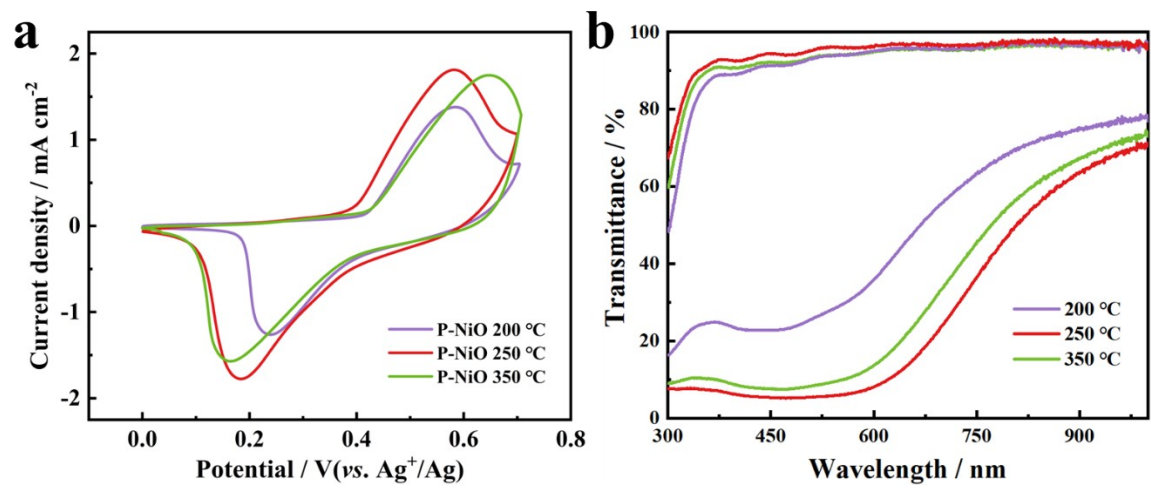 a
2
1
0
-1
-2
Current density / mA cm⁻²
P-NiO 200 °C
P-NiO 250 °C
P-NiO 350 °C
0.0 0.2 0.4 0.6 0.8
Potential / V(vs. Ag⁺/Ag)
b
100
80
60
40
20
0
Transmittance / %
200 °C
250 °C
350 °C
300 450 600 750 900
Wavelength / nm